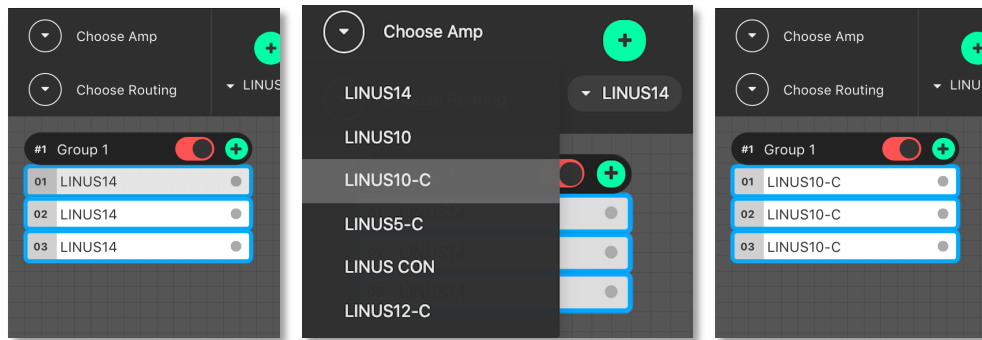 Choose Amp
Choose Routing
LINUS
#1 Group 1
01 LINUS14
02 LINUS14
03 LINUS14
Choose Amp
LINUS14
LINUS14
LINUS10
LINUS10-C
LINUS5-C
LINUS CON
LINUS12-C
Choose Amp
Choose Routing
LINU
#1 Group 1
01 LINUS10-C
02 LINUS10-C
03 LINUS10-C